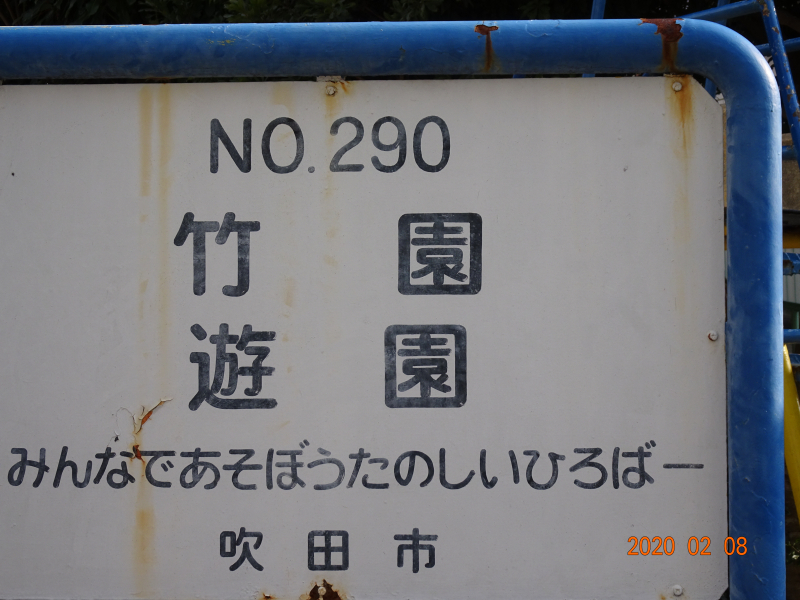 NO.290
竹園
遊園
みんなであそぼうたのしいひろばー
吹田市
2020 02 08